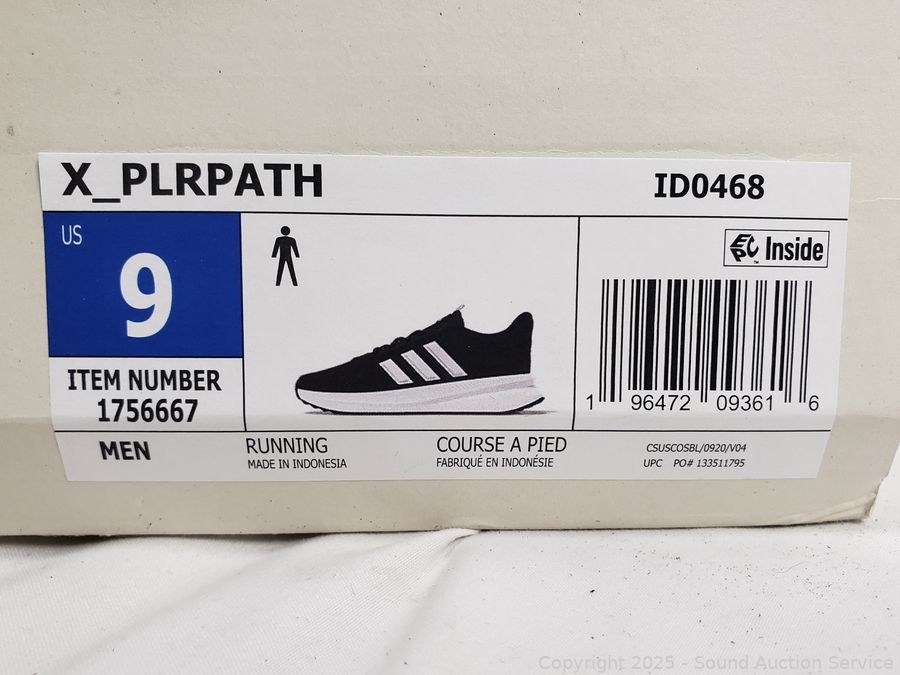 X_PLRPATH
ID0468
US
9
EPC™ Inside
ITEM NUMBER
1756667
1 96472 09361 6
MEN
RUNNING
MADE IN INDONESIA
COURSE A PIED
FABRIQUÉ EN INDONÉSIE
CSUSCOSBL/0920/V04
UPC PO# 133511795
Copyright 2025 - Sound Auction Service